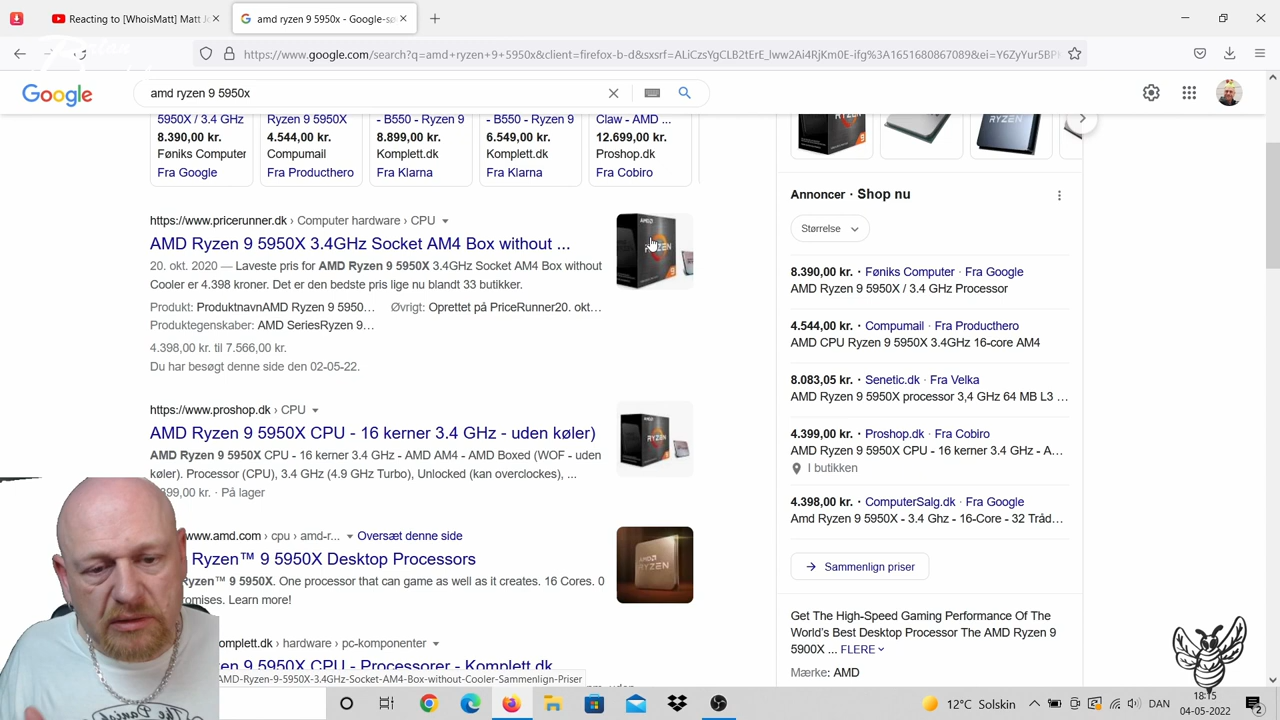 Reacting to [WhoisMatt] Matt J
amd ryzen 9 5950x - Google-sø
https://www.google.com/search?q=amd+ryzen+9+5950x&client=firefox-b-d&sxsrf=ALiCzsYgCLB2tErE_lww2Ai4RjKm0E-ifg%3A1651680867089&ei=Y6ZyYur5BP
Google
amd ryzen 9 5950x
5950X / 3.4 GHz
8.390,00 kr.
Føniks Computer
Fra Google
Ryzen 9 5950X
4.544,00 kr.
Compumail
Fra Producthero
- B550 - Ryzen 9
8.899,00 kr.
Komplett.dk
Fra Klarna
- B550 - Ryzen 9
6.549,00 kr.
Komplett.dk
Fra Klarna
Claw - AMD ...
12.699,00 kr.
Proshop.dk
Fra Cobiro
https://www.pricerunner.dk › Computer hardware › CPU
AMD Ryzen 9 5950X 3.4GHz Socket AM4 Box without ...
20. okt. 2020 — Laveste pris for AMD Ryzen 9 5950X 3.4GHz Socket AM4 Box without
Cooler er 4.398 kroner. Det er den bedste pris lige nu blandt 33 butikker.
Produkt: ProduktnavnAMD Ryzen 9 5950... Øvrigt: Oprettet på PriceRunner20. okt...
Produktegenskaber: AMD SeriesRyzen 9...
4.398,00 kr. til 7.566,00 kr.
Du har besøgt denne side den 02-05-22.
https://www.proshop.dk › CPU
AMD Ryzen 9 5950X CPU - 16 kerner 3.4 GHz - uden køler)
AMD Ryzen 9 5950X CPU - 16 kerner 3.4 GHz - AMD AM4 - AMD Boxed (WOF - uden
køler). Processor (CPU), 3.4 GHz (4.9 GHz Turbo), Unlocked (kan overclockes), ...
399,00 kr. · På lager
www.amd.com › cpu › amd-r... Oversæt denne side
Ryzen™ 9 5950X Desktop Processors
Ryzen™ 9 5950X. One processor that can game as well as it creates. 16 Cores. 0
omises. Learn more!
omplett.dk › hardware › pc-komponenter
en 9 5950X CPU - Processorer - Komplett.dk
-AMD-Ryzen-9-5950X-3-4GHz-Socket-AM4-Box-without-Cooler-Sammenlign-Priser
Annoncer · Shop nu
Størrelse
8.390,00 kr. · Føniks Computer · Fra Google
AMD Ryzen 9 5950X / 3.4 GHz Processor
4.544,00 kr. · Compumail · Fra Producthero
AMD CPU Ryzen 9 5950X 3.4GHz 16-core AM4
8.083,05 kr. · Senetic.dk · Fra Velka
AMD Ryzen 9 5950X processor 3,4 GHz 64 MB L3 ...
4.399,00 kr. · Proshop.dk · Fra Cobiro
AMD Ryzen 9 5950X CPU - 16 kerner 3.4 GHz - A...
I butikken
4.398,00 kr. · ComputerSalg.dk · Fra Google
Amd Ryzen 9 5950X - 3.4 Ghz - 16-Core - 32 Tråd...
Sammenlign priser
Get The High-Speed Gaming Performance Of The
World's Best Desktop Processor The AMD Ryzen 9
5900X ... FLERE
Mærke: AMD
12°C Solskin
DAN
18:15
04-05-2022